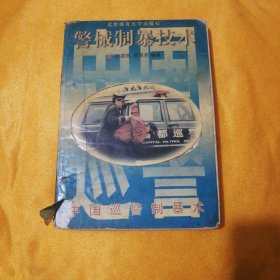 北京体育大学出版社
警械制暴技术
中国
巡警
首都巡
CAPITAL PATROL
中国巡警制暴术